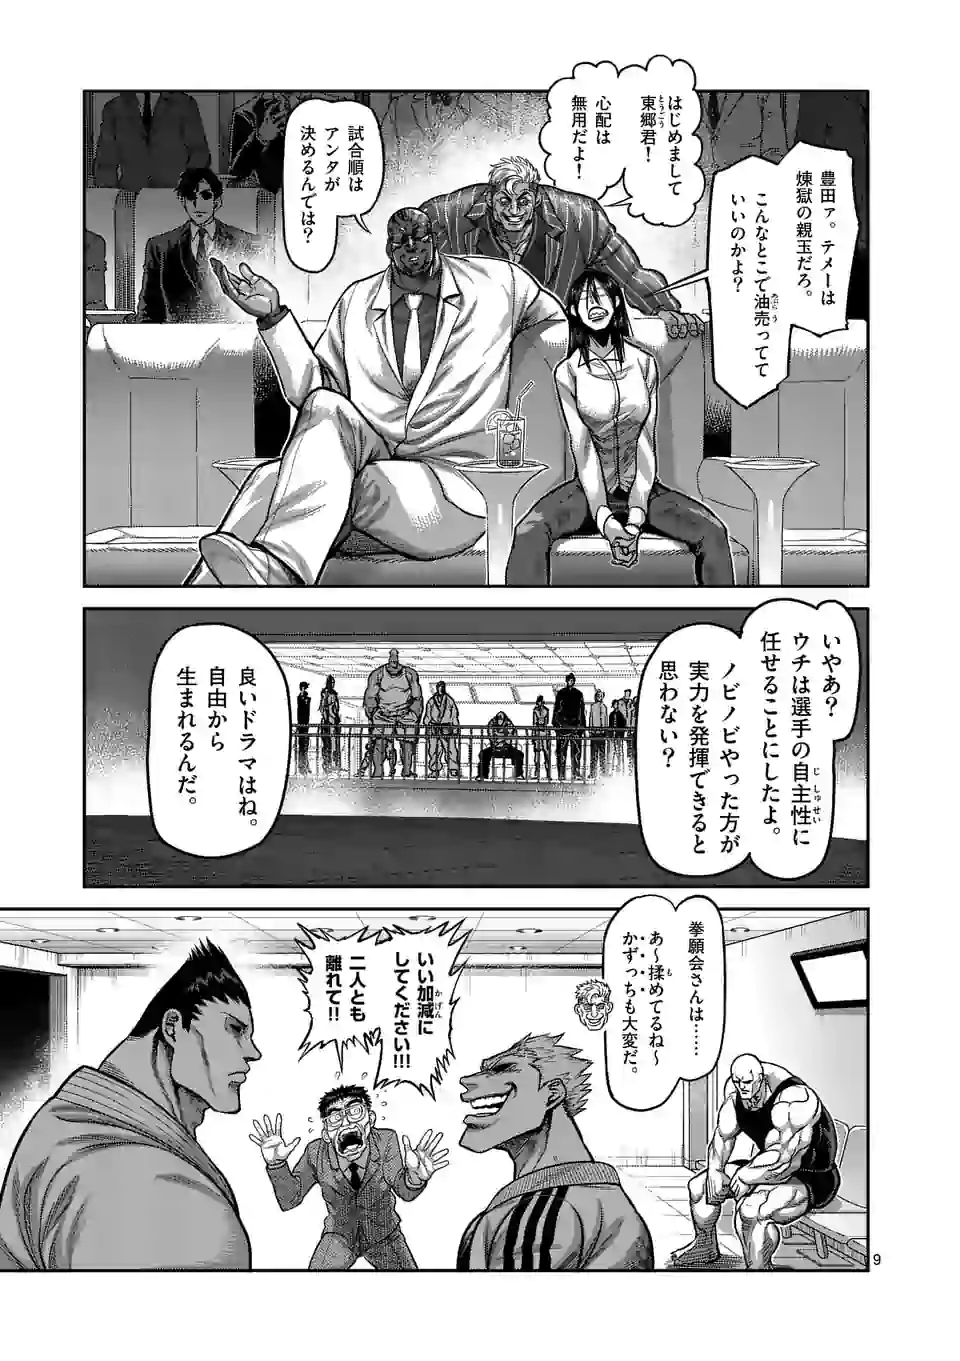 豊田ァ。テメーは
煉獄の親玉だろ。
こんなとこで油売ってて
いいのかよ？
はじめまして
東郷君！
心配は
無用だよ！
試合順は
アンタが
決めるんでは？
いやあ？
ウチは選手の自主性に
任せることにしたよ。
ノビノビやった方が
実力を発揮できると
思わない？
良いドラマはね。
自由から
生まれるんだ。
拳願会さんは……
あ〜揉めてるね〜
かずっちも大変だ。
いい加減に
してください!!!
二人とも
離れて!!
9